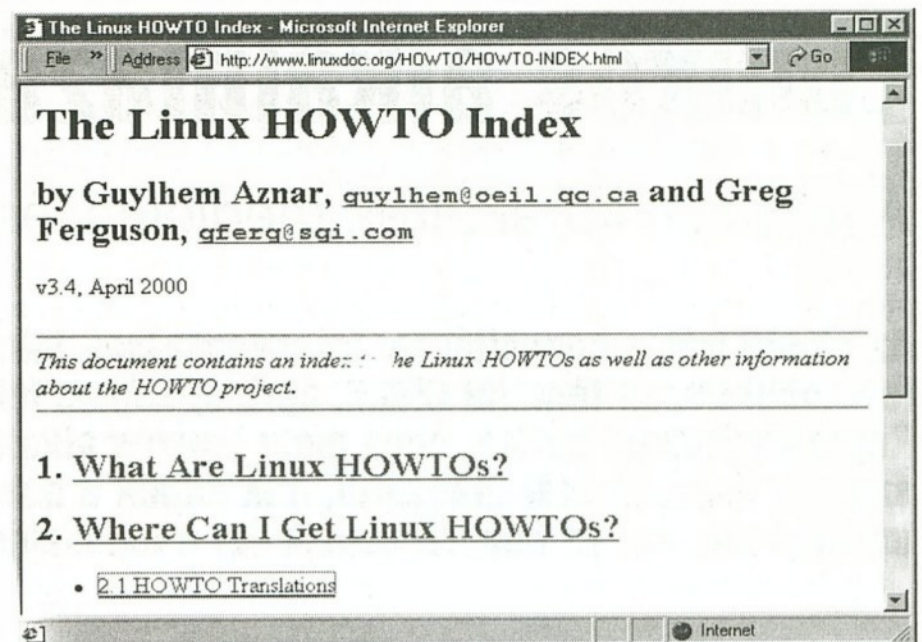 The Linux HOWTO Index - Microsoft Internet Explorer
File » Address http://www.linuxdoc.org/HOWTO/HOWTO-INDEX.html Go
The Linux HOWTO Index
by Guylhem Aznar, guylhem@oeil.qc.ca and Greg
Ferguson, gferg@sgi.com
v3.4, April 2000
This document contains an index he Linux HOWTOs as well as other information
about the HOWTO project.
1. What Are Linux HOWTOs?
2. Where Can I Get Linux HOWTOs?
• 2.1 HOWTO Translations
Internet